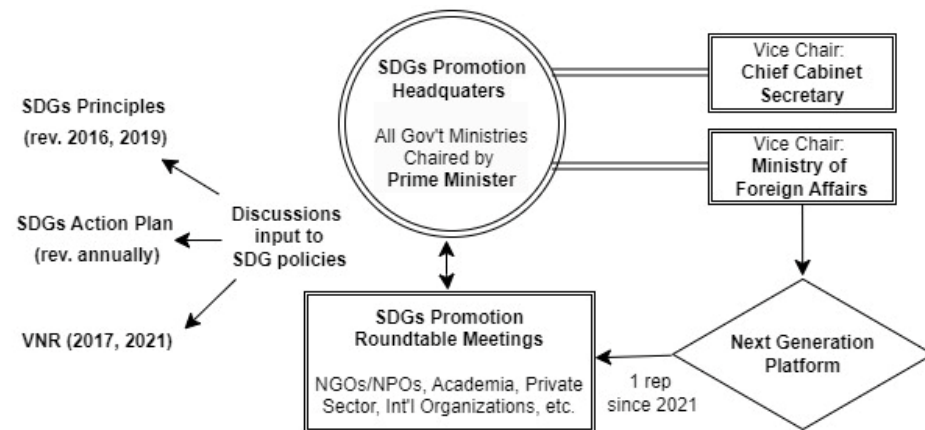 SDGs Promotion
Headquaters
All Gov't Ministries
Chaired by
Prime Minister
Vice Chair:
Chief Cabinet
Secretary
Vice Chair:
Ministry of
Foreign Affairs
SDGs Principles
(rev. 2016, 2019)
SDGs Action Plan
(rev. annually)
VNR (2017, 2021)
Discussions
input to
SDG policies
SDGs Promotion
Roundtable Meetings
NGOs/NPOs, Academia, Private
Sector, Int'l Organizations, etc.
1 rep
since 2021
Next Generation
Platform